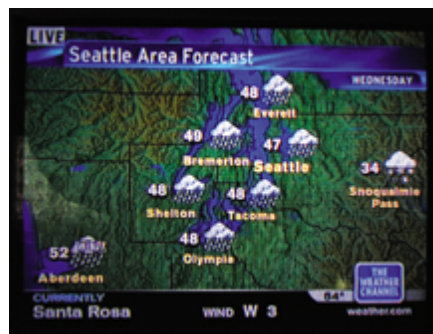 LIVE
Seattle Area Forecast
WEDNESDAY
48
Everett
49
Bremerton
47
Seattle
34
Snoqualmie
Pass
48
Shelton
48
Tacoma
48
Olympia
52
Aberdeen
THE
WEATHER
CHANNEL
CURRENTLY
54°
Santa Rosa
WIND W 3
weather.com